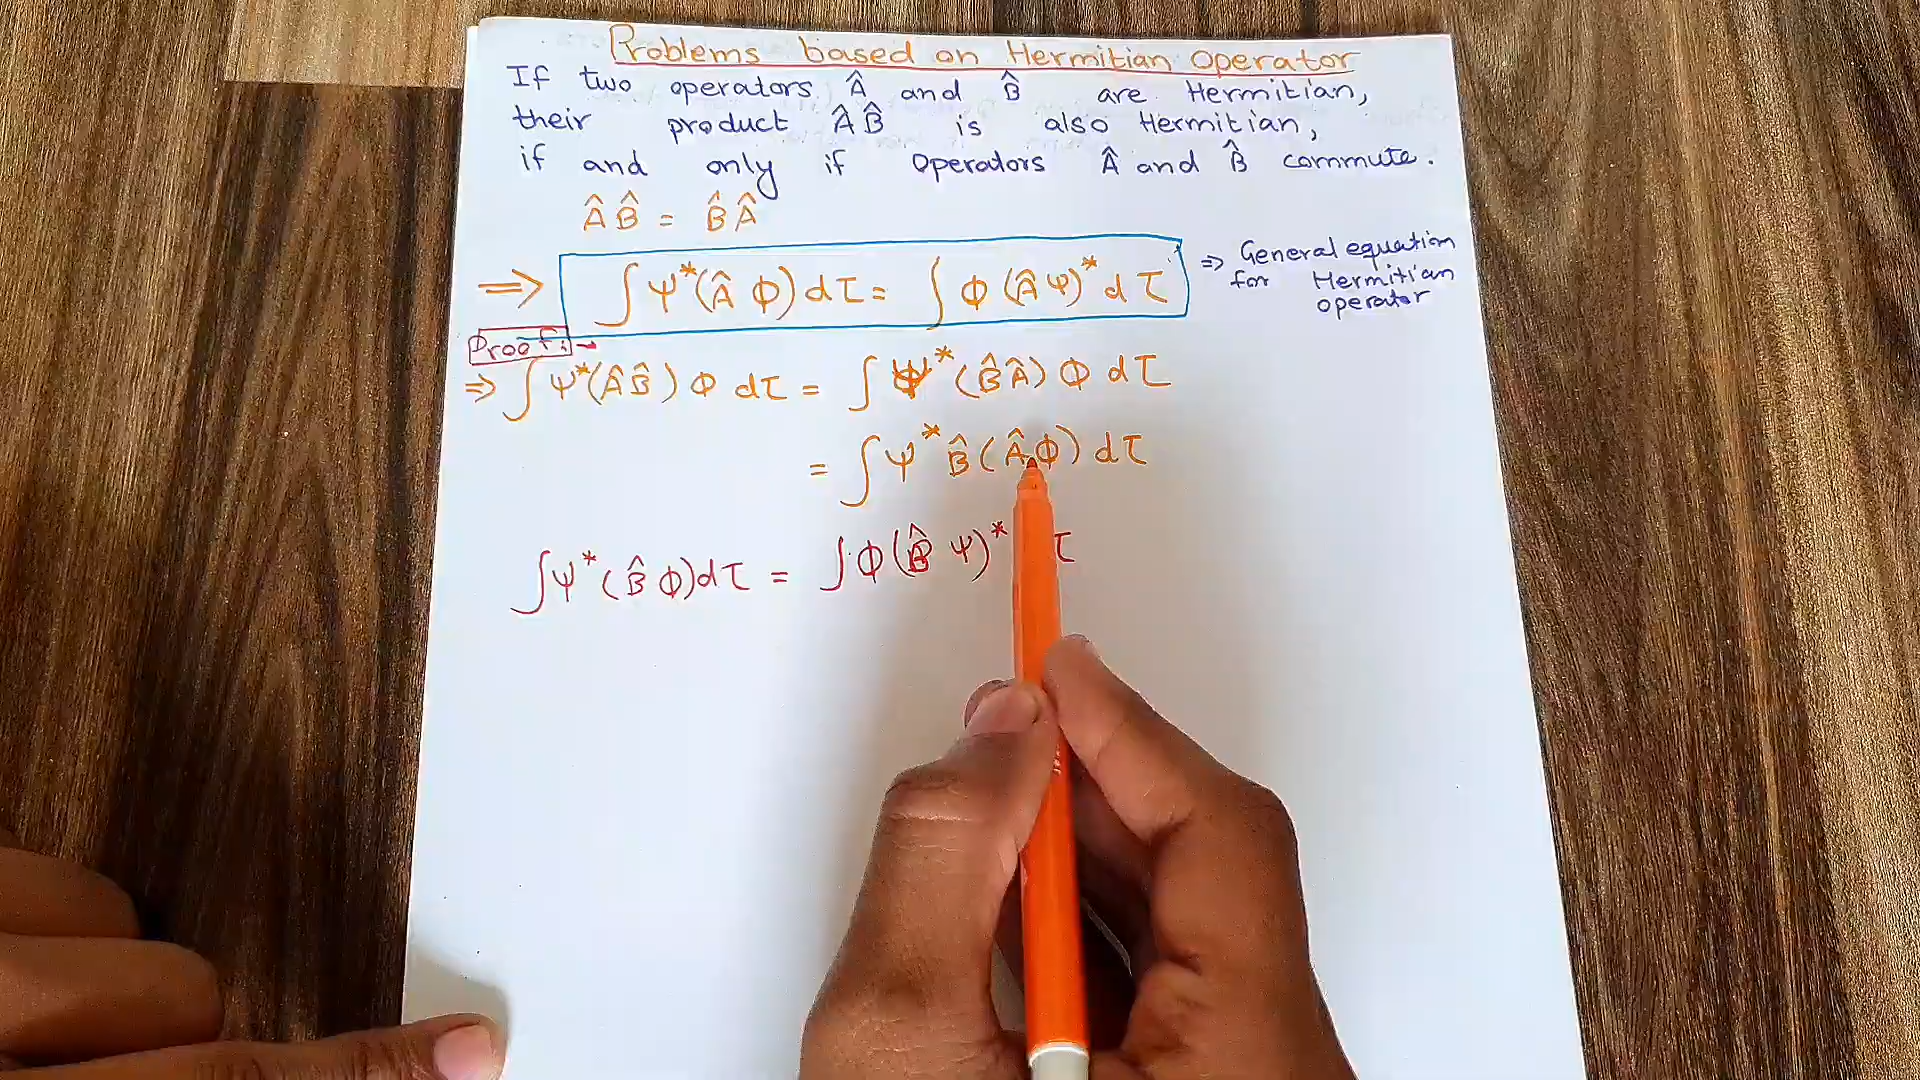 Problems based on Hermitian Operator
If two operators Â and B̂ are Hermitian,
their product ÂB̂ is also Hermitian,
if and only if Operators Â and B̂ commute.
ÂB̂ = B̂Â
⇒ ∫ψ*(Â φ)dτ = ∫ φ (Âψ)* dτ
⇒ General equation
for Hermitian
operator
Proof:-
⇒ ∫ψ*(ÂB̂) φ dτ = ∫ ψ* (B̂Â) φ dτ
= ∫ψ* B̂(Âφ) dτ
∫ψ*(B̂ φ)dτ = ∫φ(B̂ ψ)* τ